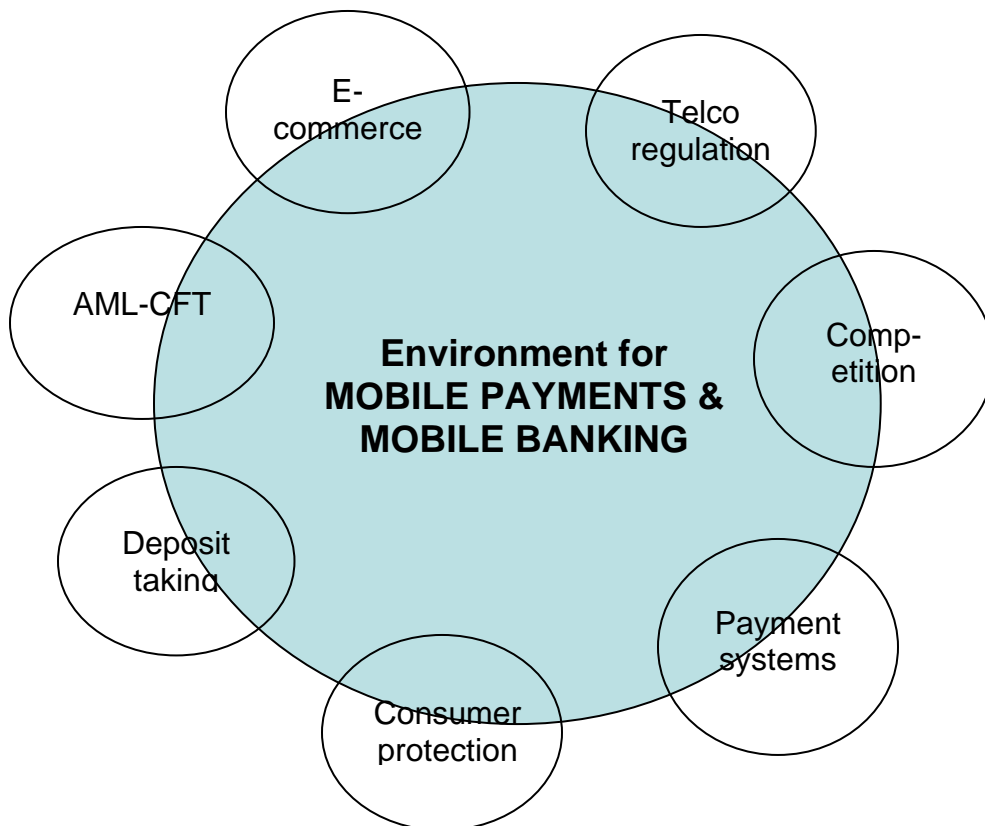 E-
commerce
Telco
regulation
AML-CFT
Comp-
etition
Environment for
MOBILE PAYMENTS &
MOBILE BANKING
Deposit
taking
Payment
systems
Consumer
protection